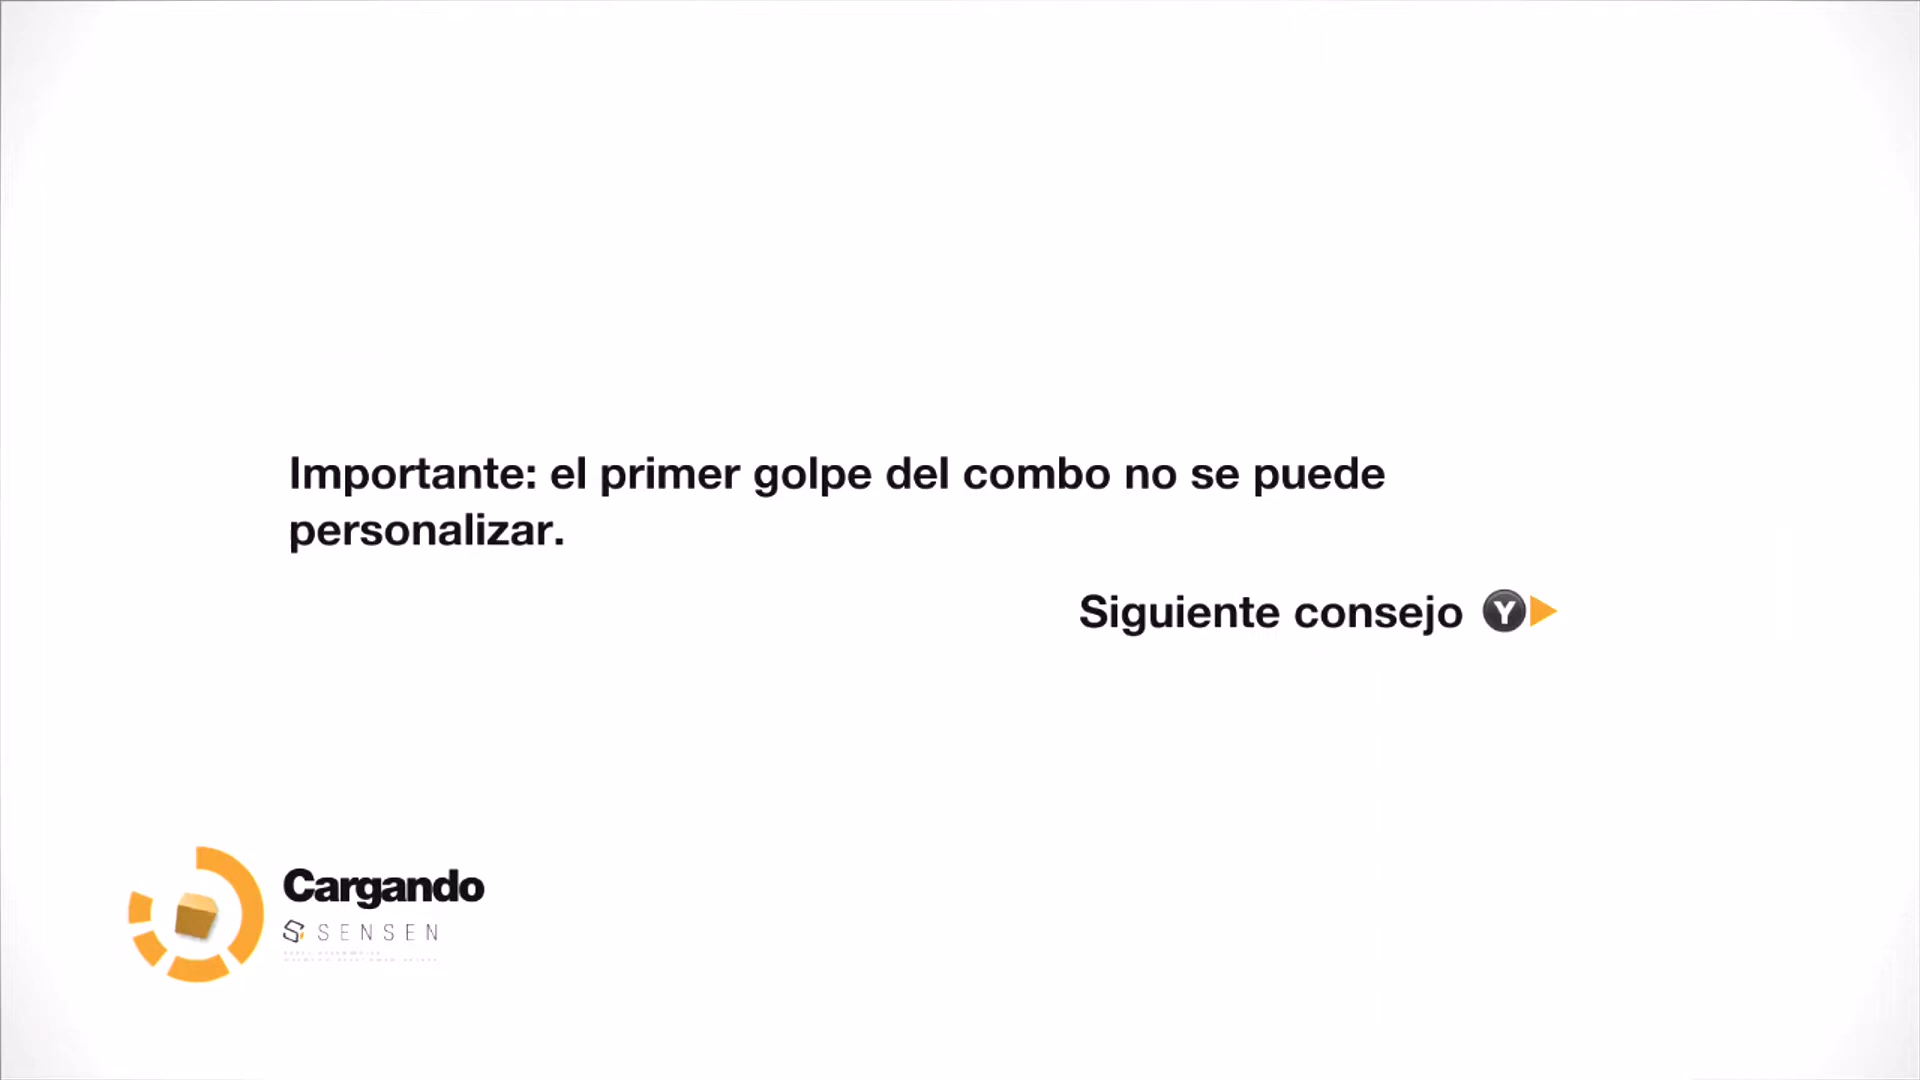 Importante: el primer golpe del combo no se puede
personalizar.
Siguiente consejo Y
Cargando
SENSEN